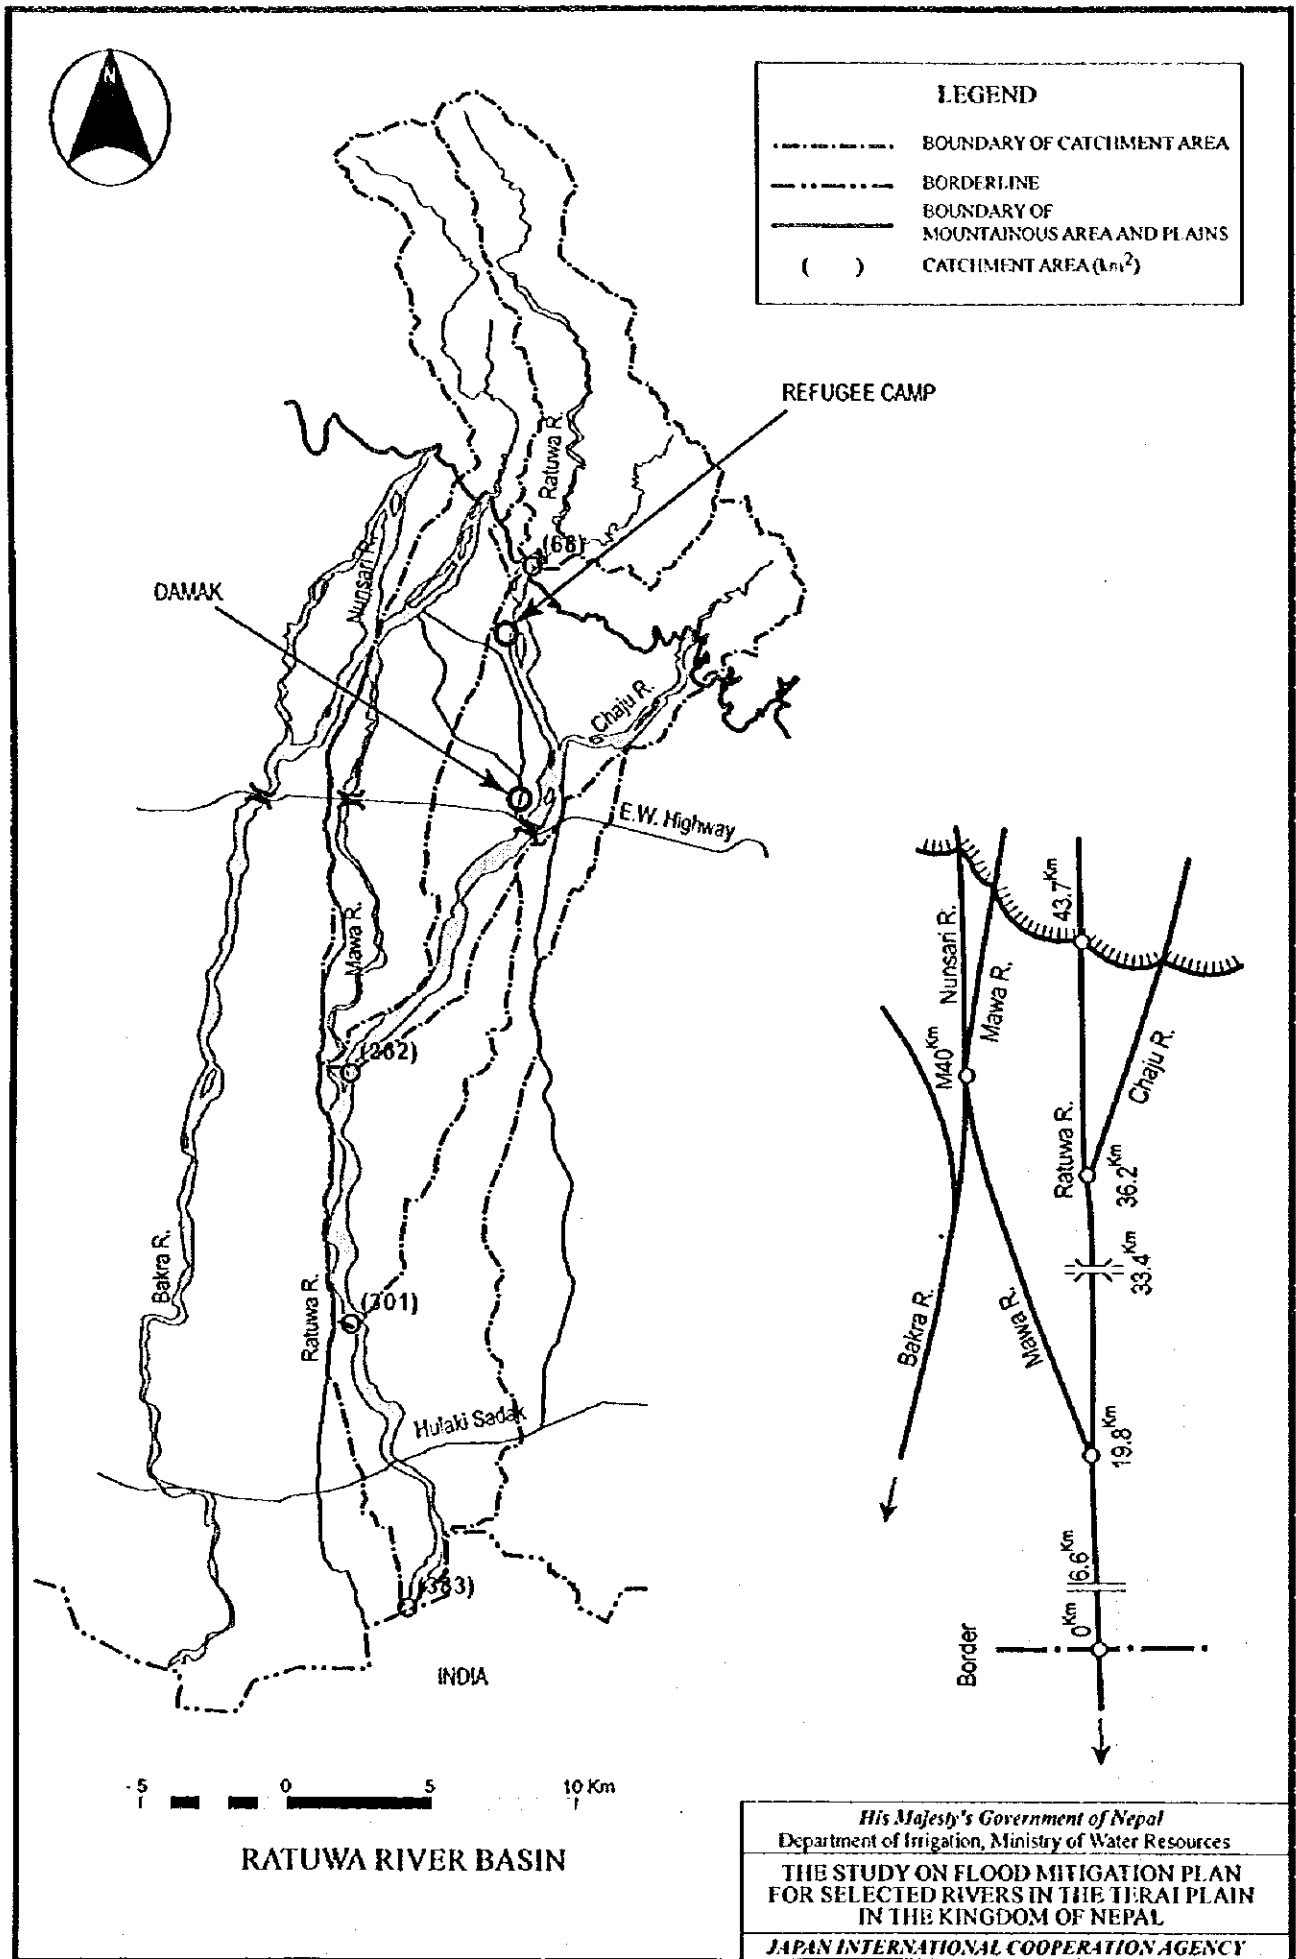 N
LEGEND
BOUNDARY OF CATCHMENT AREA
BORDERLINE
BOUNDARY OF
MOUNTAINOUS AREA AND PLAINS
( ) CATCHMENT AREA (km²)
REFUGEE CAMP
Ratuwa R.
(68)
Nunsari R.
DAMAK
Chaju R.
E.W. Highway
Mawa R.
(262)
Bakra R.
Ratuwa R.
(301)
Hulaki Sadak
(383)
INDIA
43.7Km
Nunsari R.
Mawa R.
M40Km
Chaju R.
Ratuwa R.
36.2Km
33.4Km
Bakra R.
Mawa R.
19.8Km
6.6Km
0Km
Border
- 5 0 5 10 Km
RATUWA RIVER BASIN
His Majesty's Government of Nepal
Department of Irrigation, Ministry of Water Resources
THE STUDY ON FLOOD MITIGATION PLAN
FOR SELECTED RIVERS IN THE TERAI PLAIN
IN THE KINGDOM OF NEPAL
JAPAN INTERNATIONAL COOPERATION AGENCY